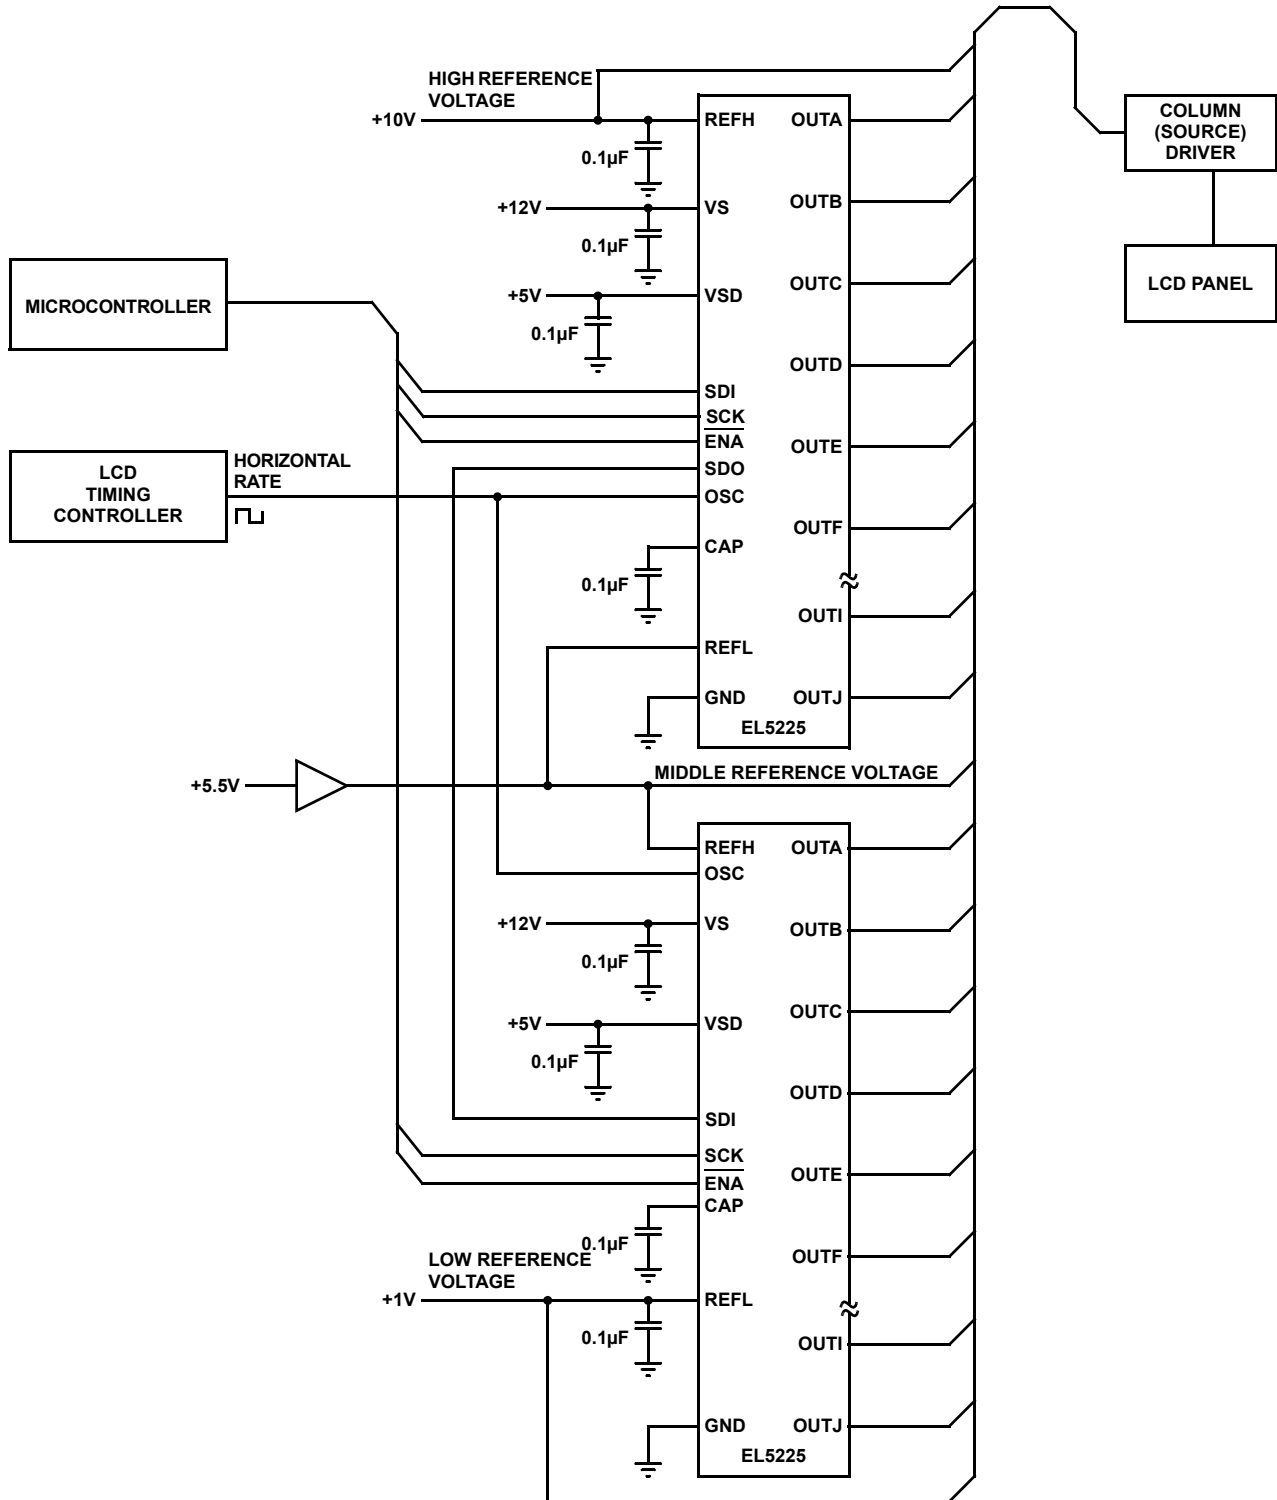 HIGH REFERENCE
VOLTAGE
+10V
REFH
OUTA
0.1µF
+12V
VS
OUTB
0.1µF
+5V
VSD
OUTC
0.1µF
OUTD
COLUMN
(SOURCE)
DRIVER
LCD PANEL
MICROCONTROLLER
SDI
SCK
ENA
OUTE
SDO
LCD
TIMING
CONTROLLER
HORIZONTAL
RATE
OSC
OUTF
CAP
0.1µF
OUTI
REFL
GND
OUTJ
EL5225
+5.5V
MIDDLE REFERENCE VOLTAGE
REFH
OUTA
OSC
+12V
VS
OUTB
0.1µF
+5V
VSD
OUTC
0.1µF
OUTD
SDI
SCK
ENA
OUTE
CAP
0.1µF
OUTF
LOW REFERENCE
VOLTAGE
+1V
REFL
0.1µF
OUTI
GND
OUTJ
EL5225